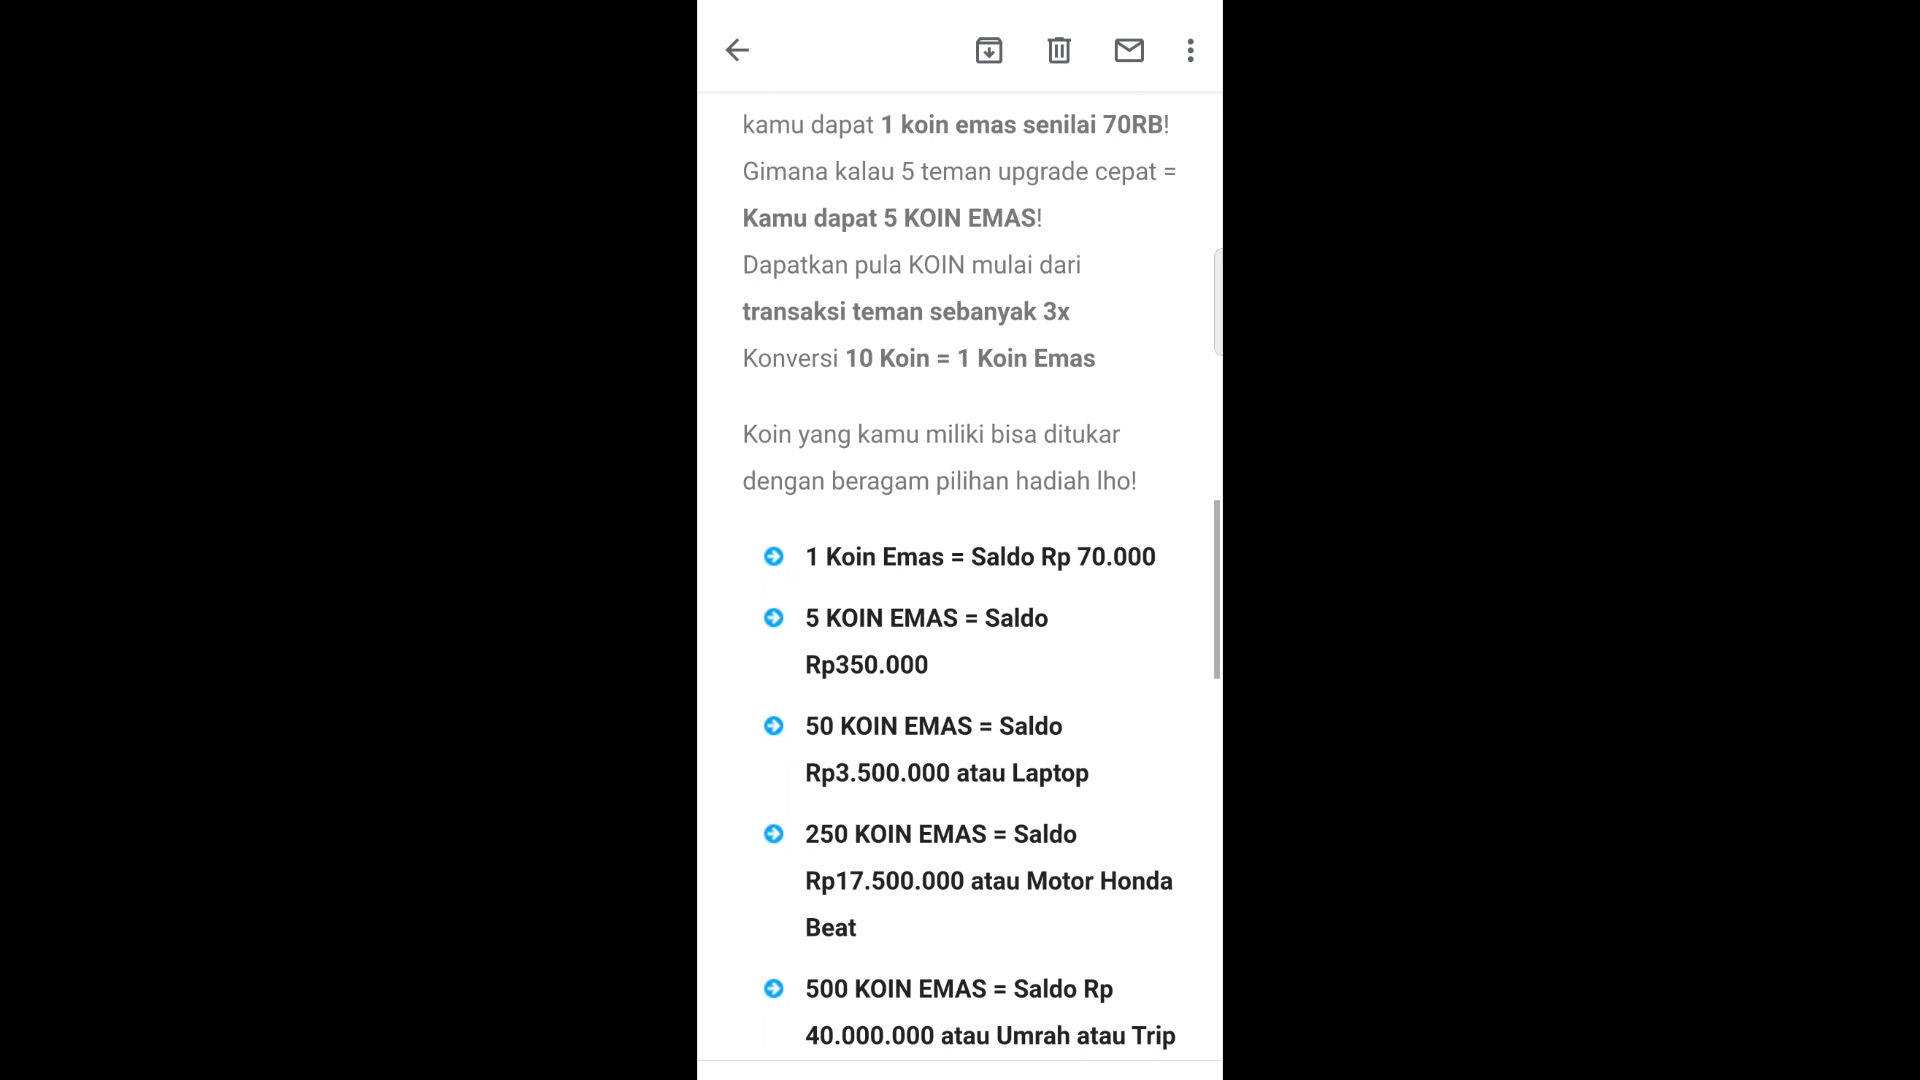 kamu dapat 1 koin emas senilai 70RB!
Gimana kalau 5 teman upgrade cepat =
Kamu dapat 5 KOIN EMAS!
Dapatkan pula KOIN mulai dari
transaksi teman sebanyak 3x
Konversi 10 Koin = 1 Koin Emas
Koin yang kamu miliki bisa ditukar
dengan beragam pilihan hadiah lho!
1 Koin Emas = Saldo Rp 70.000
5 KOIN EMAS = Saldo
Rp350.000
50 KOIN EMAS = Saldo
Rp3.500.000 atau Laptop
250 KOIN EMAS = Saldo
Rp17.500.000 atau Motor Honda
Beat
500 KOIN EMAS = Saldo Rp
40.000.000 atau Umrah atau Trip